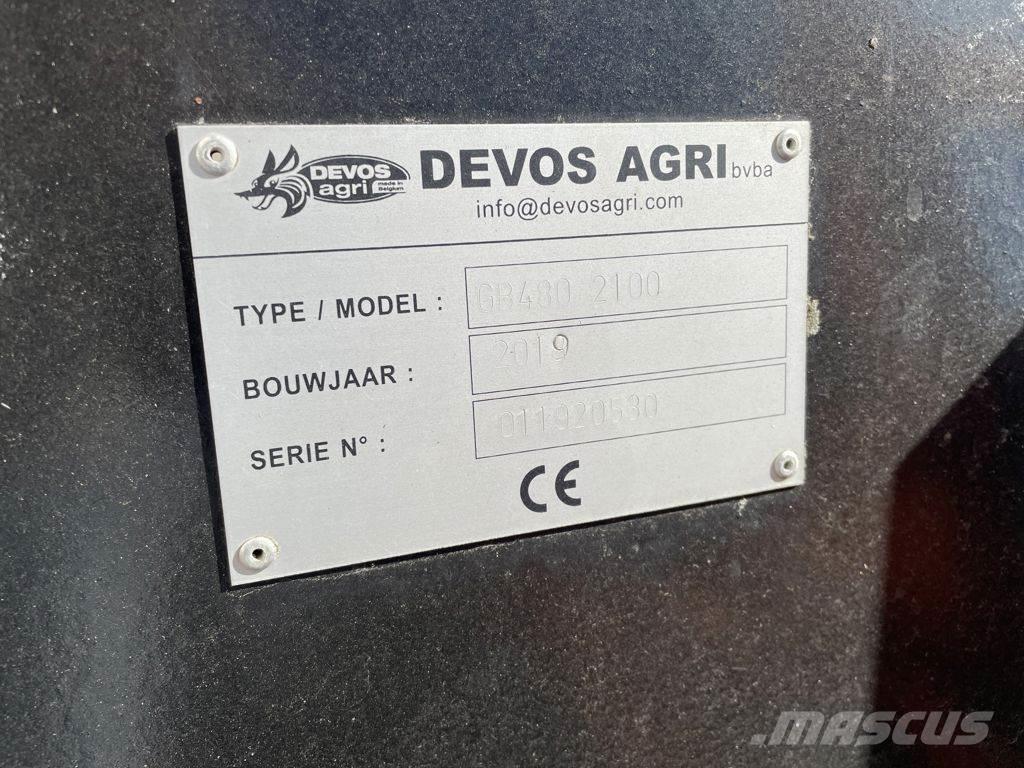 DEVOS agri made in Belgium
DEVOS AGRI bvba
info@devosagri.com
TYPE / MODEL : GB480 2100
BOUWJAAR : 2019
SERIE N° : 011920530
CE
MASCUS